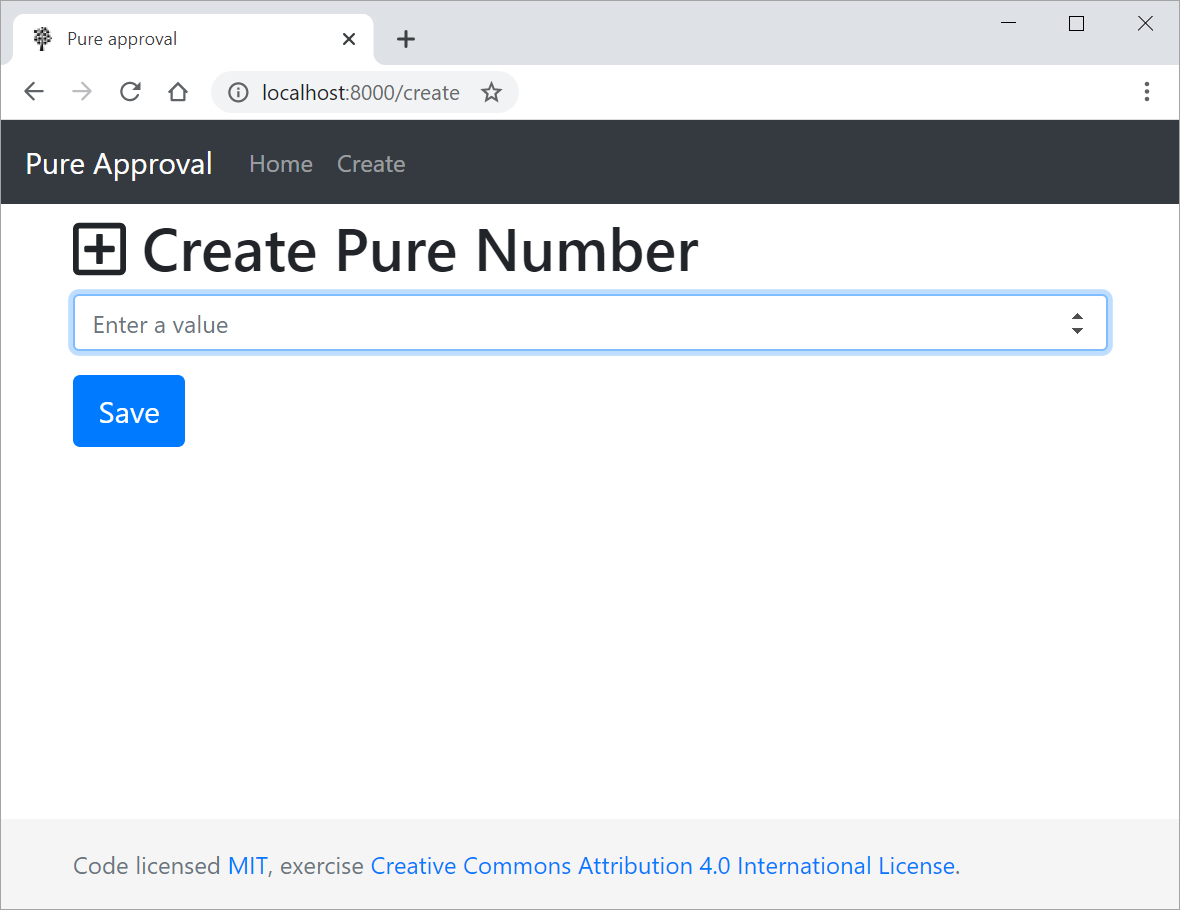 Pure approval
localhost:8000/create
Pure Approval Home Create
Create Pure Number
Enter a value
Save
Code licensed MIT, exercise Creative Commons Attribution 4.0 International License.